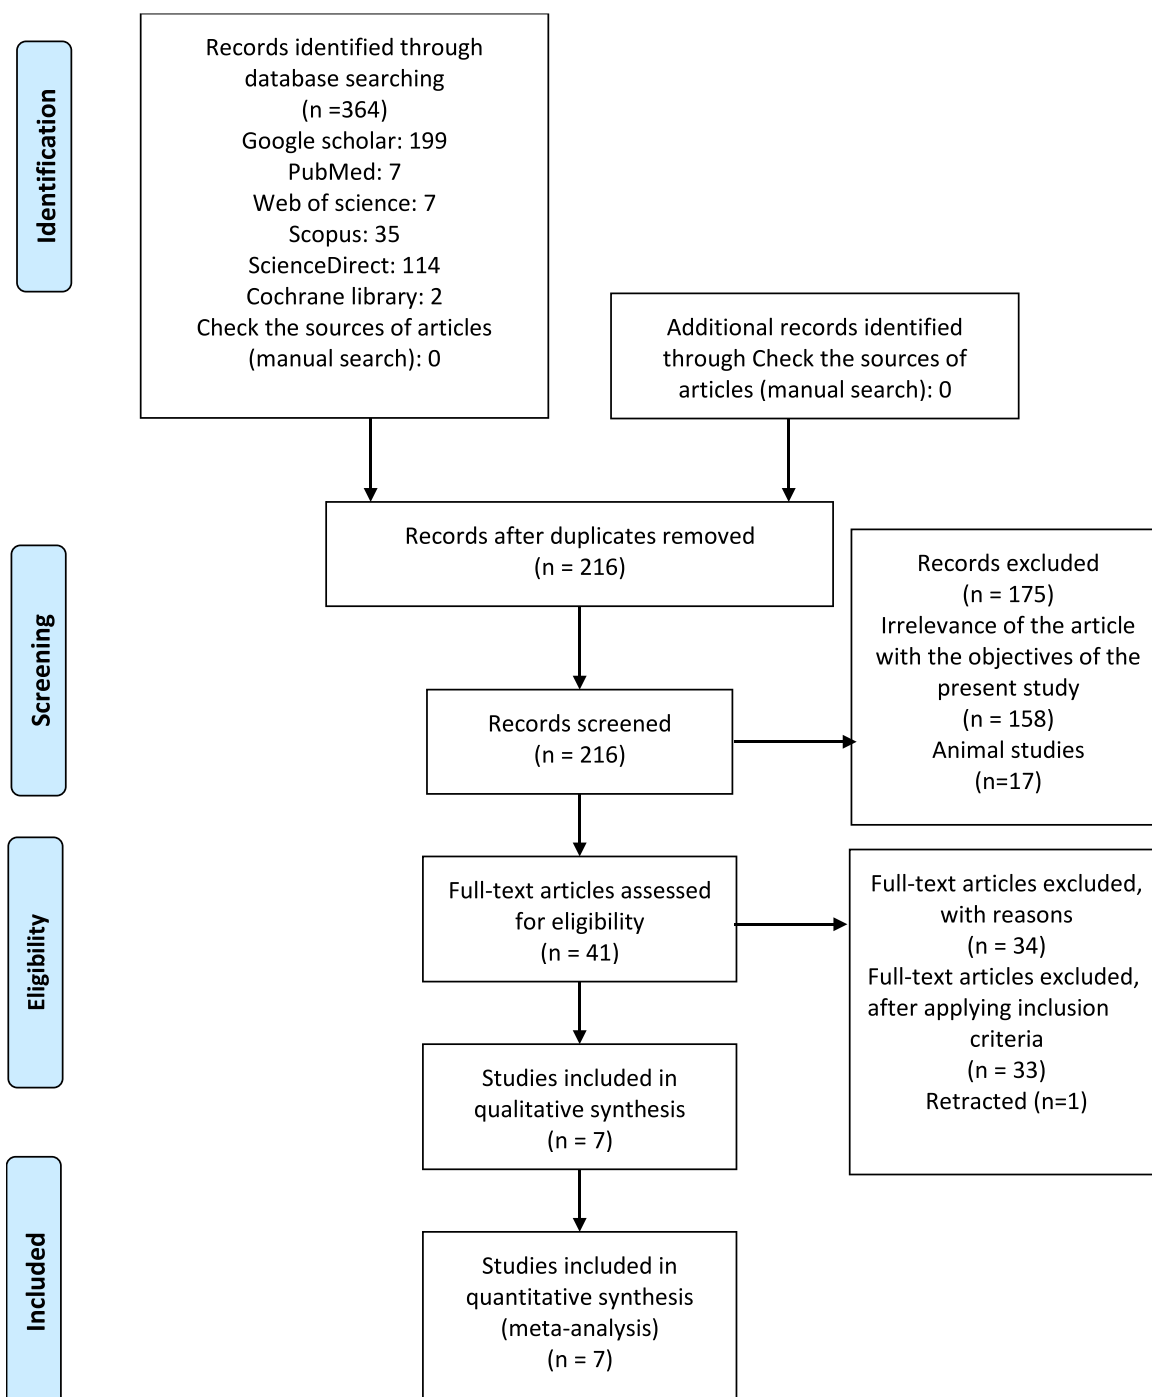 Identification
Records identified through
database searching
(n =364)
Google scholar: 199
PubMed: 7
Web of science: 7
Scopus: 35
ScienceDirect: 114
Cochrane library: 2
Check the sources of articles
(manual search): 0
Additional records identified
through Check the sources of
articles (manual search): 0
Screening
Records after duplicates removed
(n = 216)
Records screened
(n = 216)
Records excluded
(n = 175)
Irrelevance of the article
with the objectives of the
present study
(n = 158)
Animal studies
(n=17)
Eligibility
Full-text articles assessed
for eligibility
(n = 41)
Full-text articles excluded,
with reasons
(n = 34)
Full-text articles excluded,
after applying inclusion
criteria
(n = 33)
Retracted (n=1)
Studies included in
qualitative synthesis
(n = 7)
Included
Studies included in
quantitative synthesis
(meta-analysis)
(n = 7)